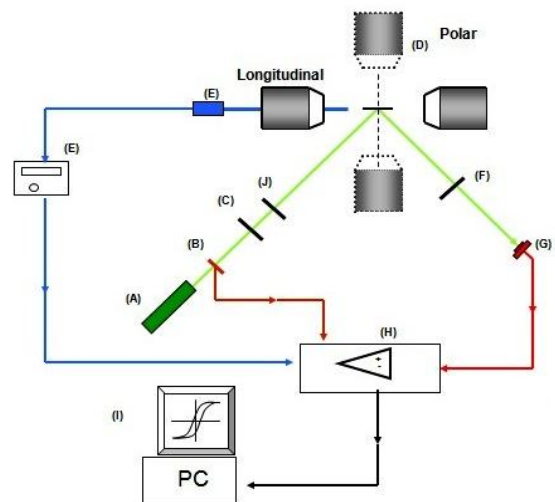 (D)
Polar
Longitudinal
(E)
(E)
(J)
(F)
(C)
(B)
(G)
(A)
(H)
+
-
(I)
PC